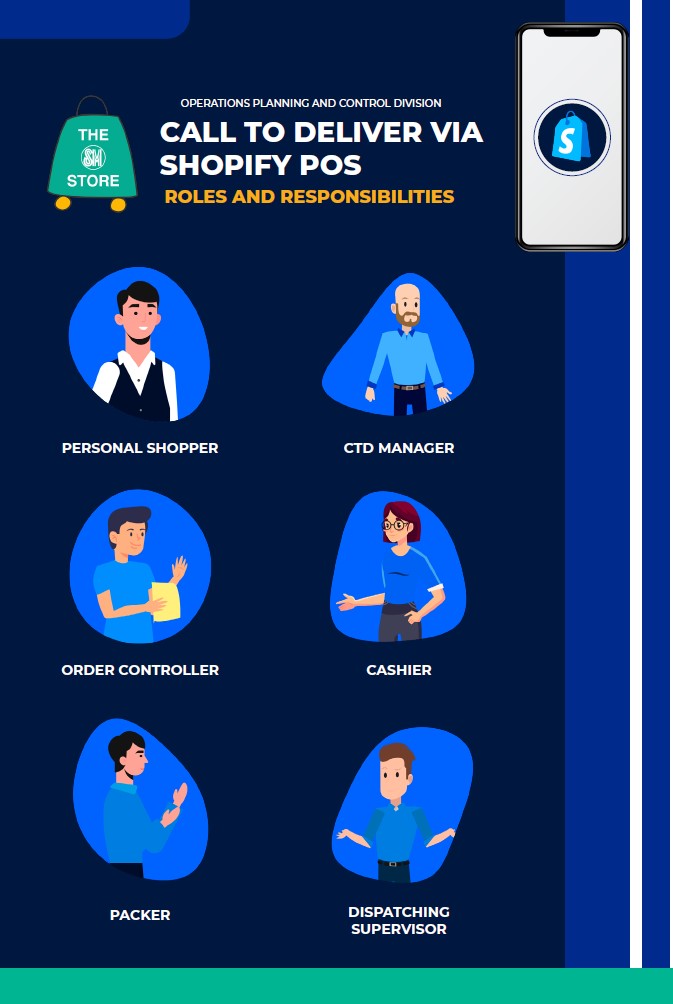 OPERATIONS PLANNING AND CONTROL DIVISION
CALL TO DELIVER VIA
SHOPIFY POS
ROLES AND RESPONSIBILITIES
THE
SM
STORE
S
PERSONAL SHOPPER
CTD MANAGER
ORDER CONTROLLER
CASHIER
PACKER
DISPATCHING
SUPERVISOR